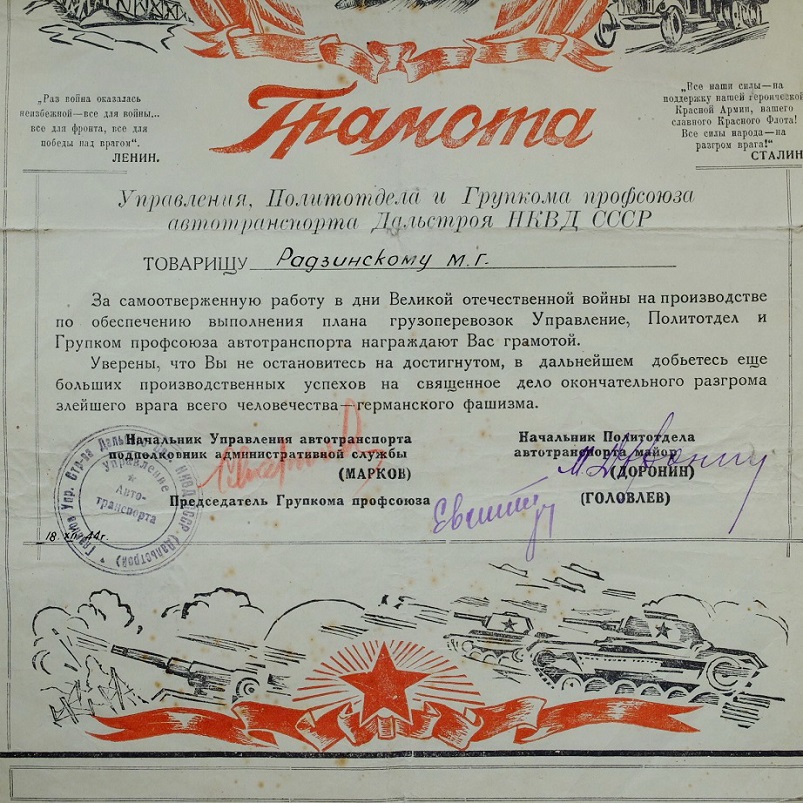 „Раз война оказалась
неизбежной—все для войны,..
все для фронта, все для
победы над врагом“.
ЛЕНИН.
Грамота
„Все наши силы—на
поддержку нашей героической
Красной Армии, нашего
славного Красного Флота!
Все силы народа—на
разгром врага!“
СТАЛИН
Управления, Политотдела и Групкома профсоюза
автотранспорта Дальстроя НКВД СССР
ТОВАРИЩУ Радзинскому М.Г.
За самоотверженную работу в дни Великой отечественной войны на производстве
по обеспечению выполнения плана грузоперевозок Управление, Политотдел и
Групком профсоюза автотранспорта награждают Вас грамотой.
Уверены, что Вы не остановитесь на достигнутом, в дальнейшем добьетесь еще
больших производственных успехов на священное дело окончательного разгрома
злейшего врага всего человечества—германского фашизма.
Начальник Управления автотранспорта
подполковник административной службы
(МАРКОВ)
Начальник Политотдела
автотранспорта майор
(ДОРОНИН)
Председатель Групкома профсоюза
(ГОЛОВЛЕВ)
Управление
Авто-
транспорта
18 XII 44г.